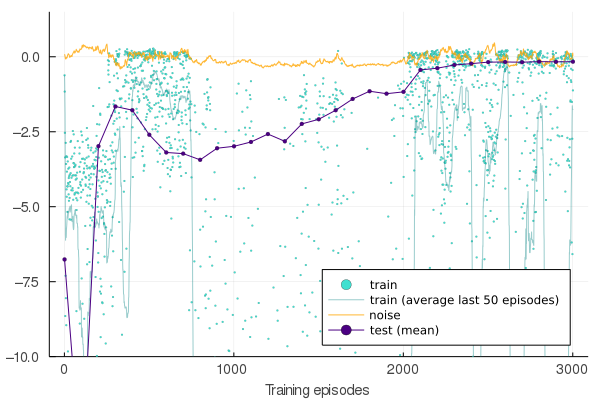 0.0
−2.5
−5.0
−7.5
−10.0
0
1000
2000
3000
Training episodes
train
train (average last 50 episodes)
noise
test (mean)